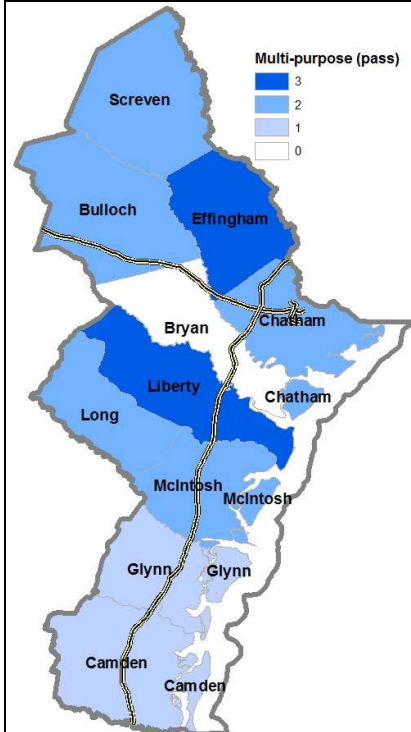 Multi-purpose (pass)
3
2
1
0
Screven
Bulloch
Effingham
Chatham
Bryan
Chatham
Liberty
Long
McIntosh
McIntosh
Glynn
Glynn
Camden
Camden